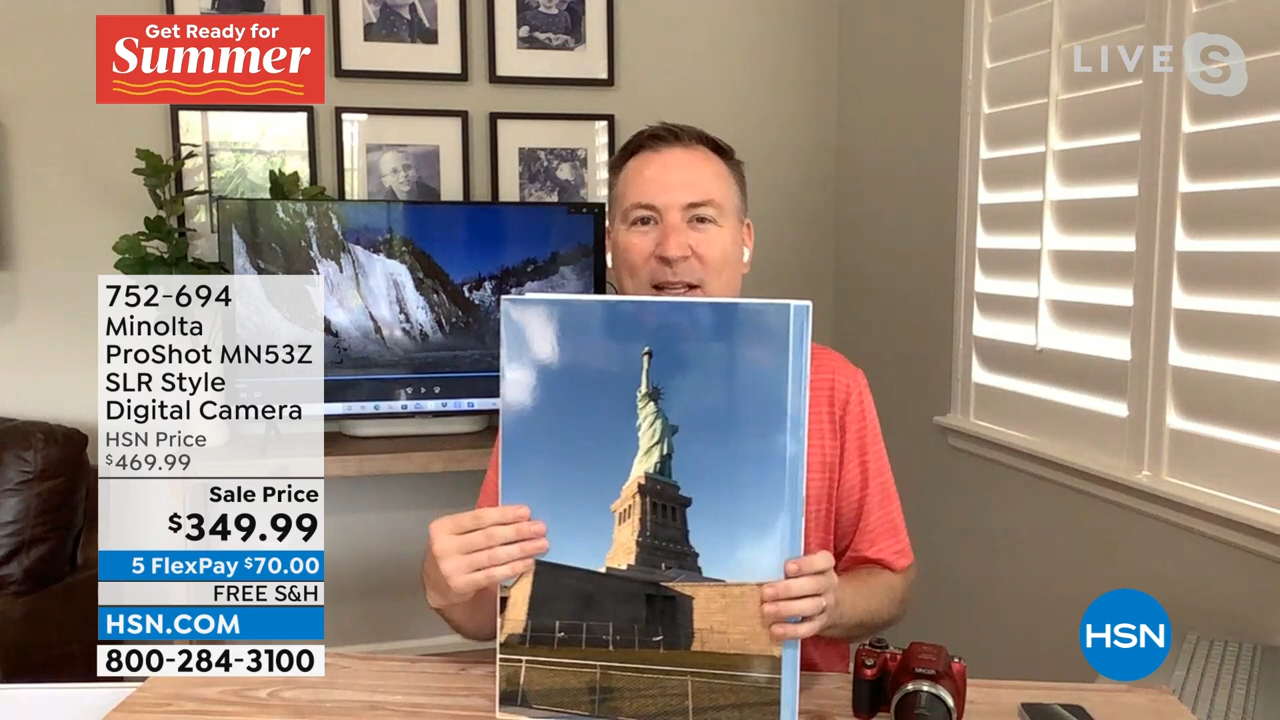 Get Ready for
Summer
LIVE S
752-694
Minolta
ProShot MN53Z
SLR Style
Digital Camera
HSN Price
$469.99
Sale Price
$349.99
5 FlexPay $70.00
FREE S&H
HSN.COM
800-284-3100
HSN
MINOLTA